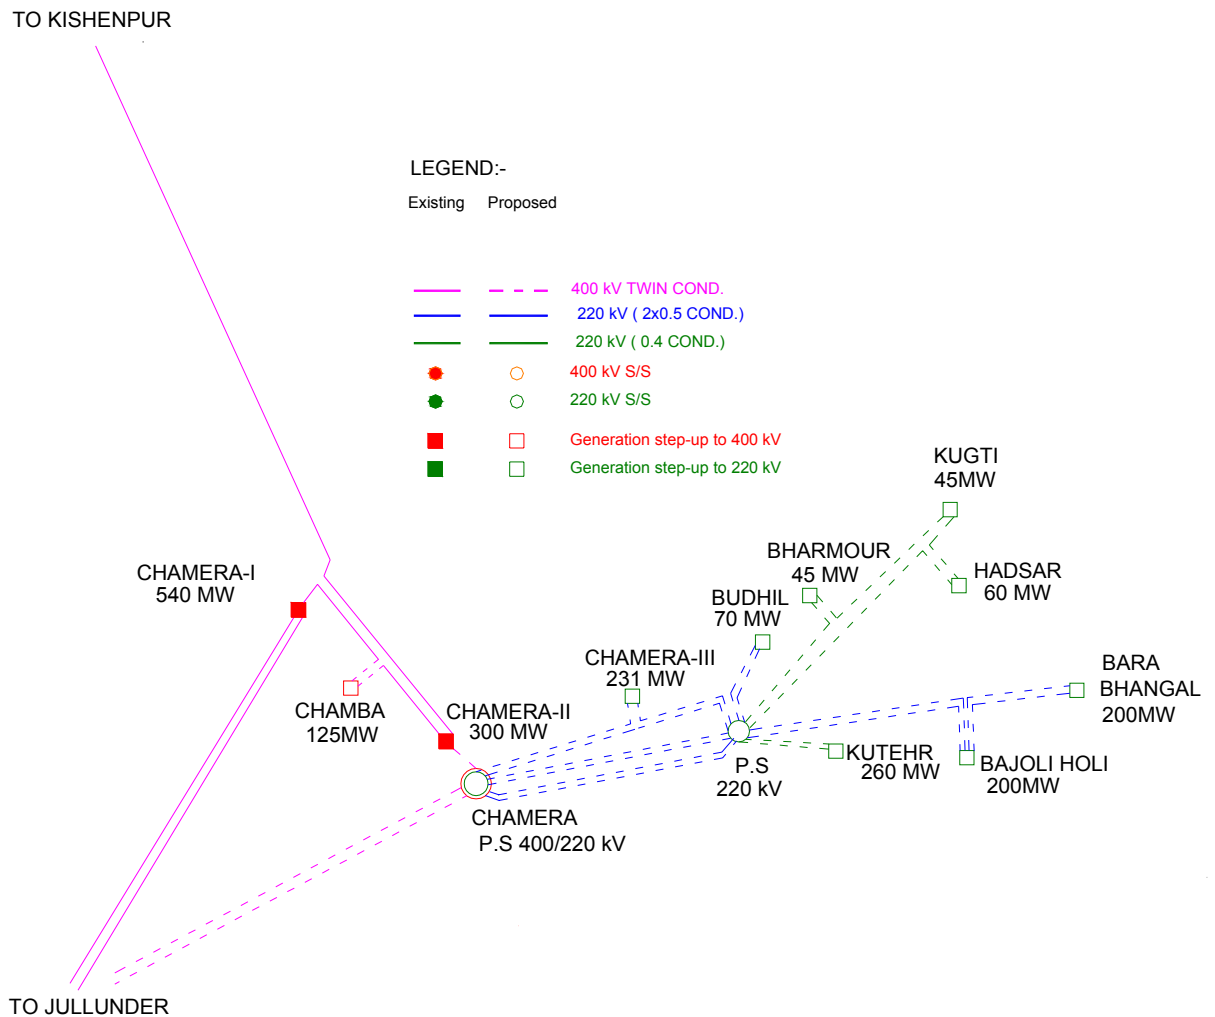 TO KISHENPUR
LEGEND:-
Existing Proposed
400 kV TWIN COND.
220 kV ( 2x0.5 COND.)
220 kV ( 0.4 COND.)
400 kV S/S
220 kV S/S
Generation step-up to 400 kV
Generation step-up to 220 kV
KUGTI
45MW
BHARMOUR
45 MW
HADSAR
60 MW
CHAMERA-I
540 MW
BUDHIL
70 MW
CHAMERA-III
231 MW
BARA
BHANGAL
200MW
CHAMBA
125MW
CHAMERA-II
300 MW
KUTEHR
260 MW
BAJOLI HOLI
200MW
P.S
220 kV
CHAMERA
P.S 400/220 kV
TO JULLUNDER